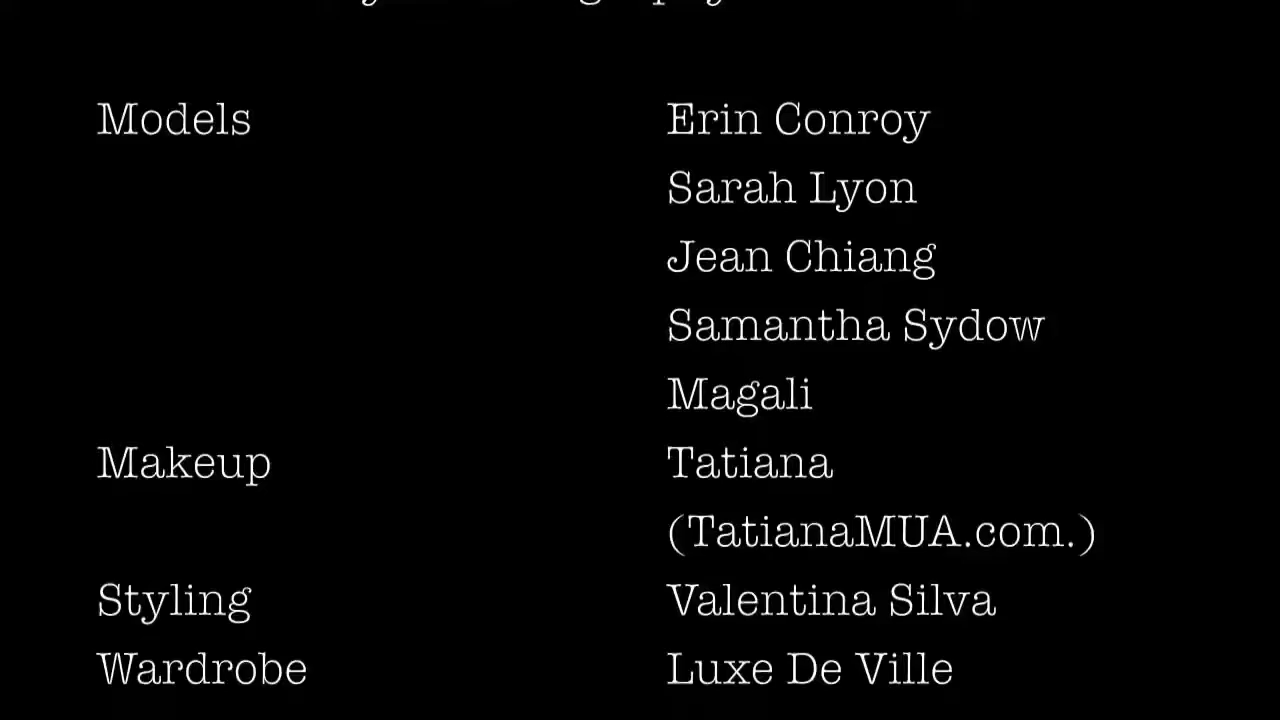 Models Erin Conroy
Sarah Lyon
Jean Chiang
Samantha Sydow
Magali
Makeup Tatiana
(TatianaMUA.com.)
Styling Valentina Silva
Wardrobe Luxe De Ville